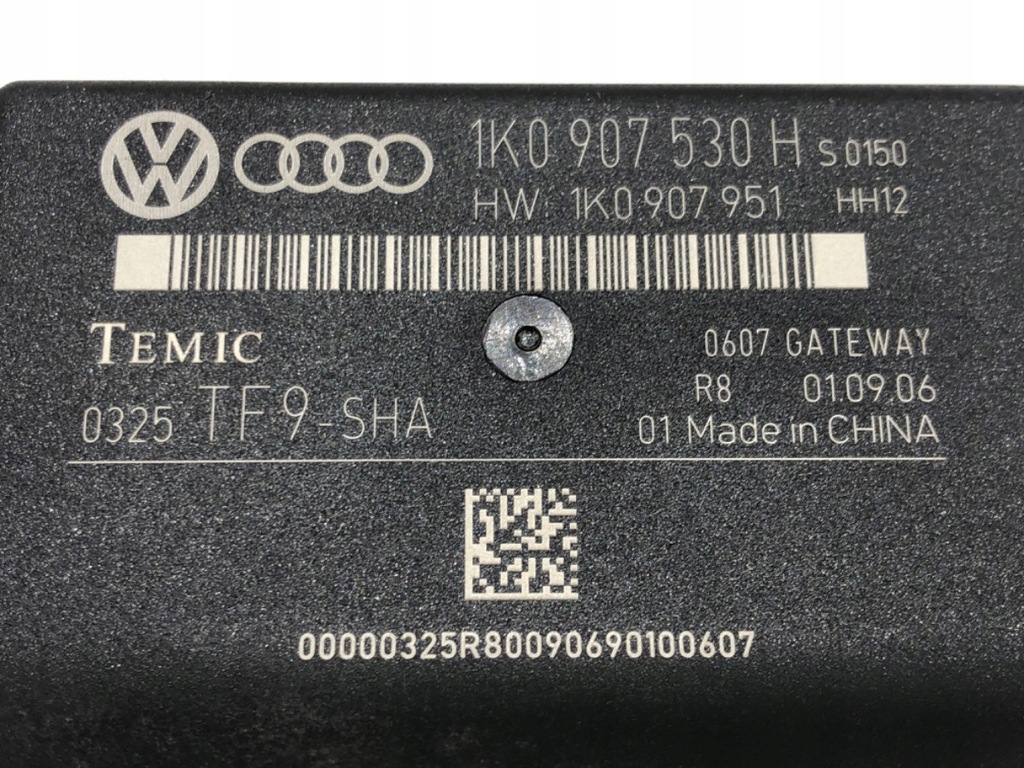 1K0 907 530 H S0150
HW: 1K0 907 951 HH12
TEMIC
0607 GATEWAY
R8 01.09.06
0325 TF9-SHA
01 Made in CHINA
00000325R80090690100607